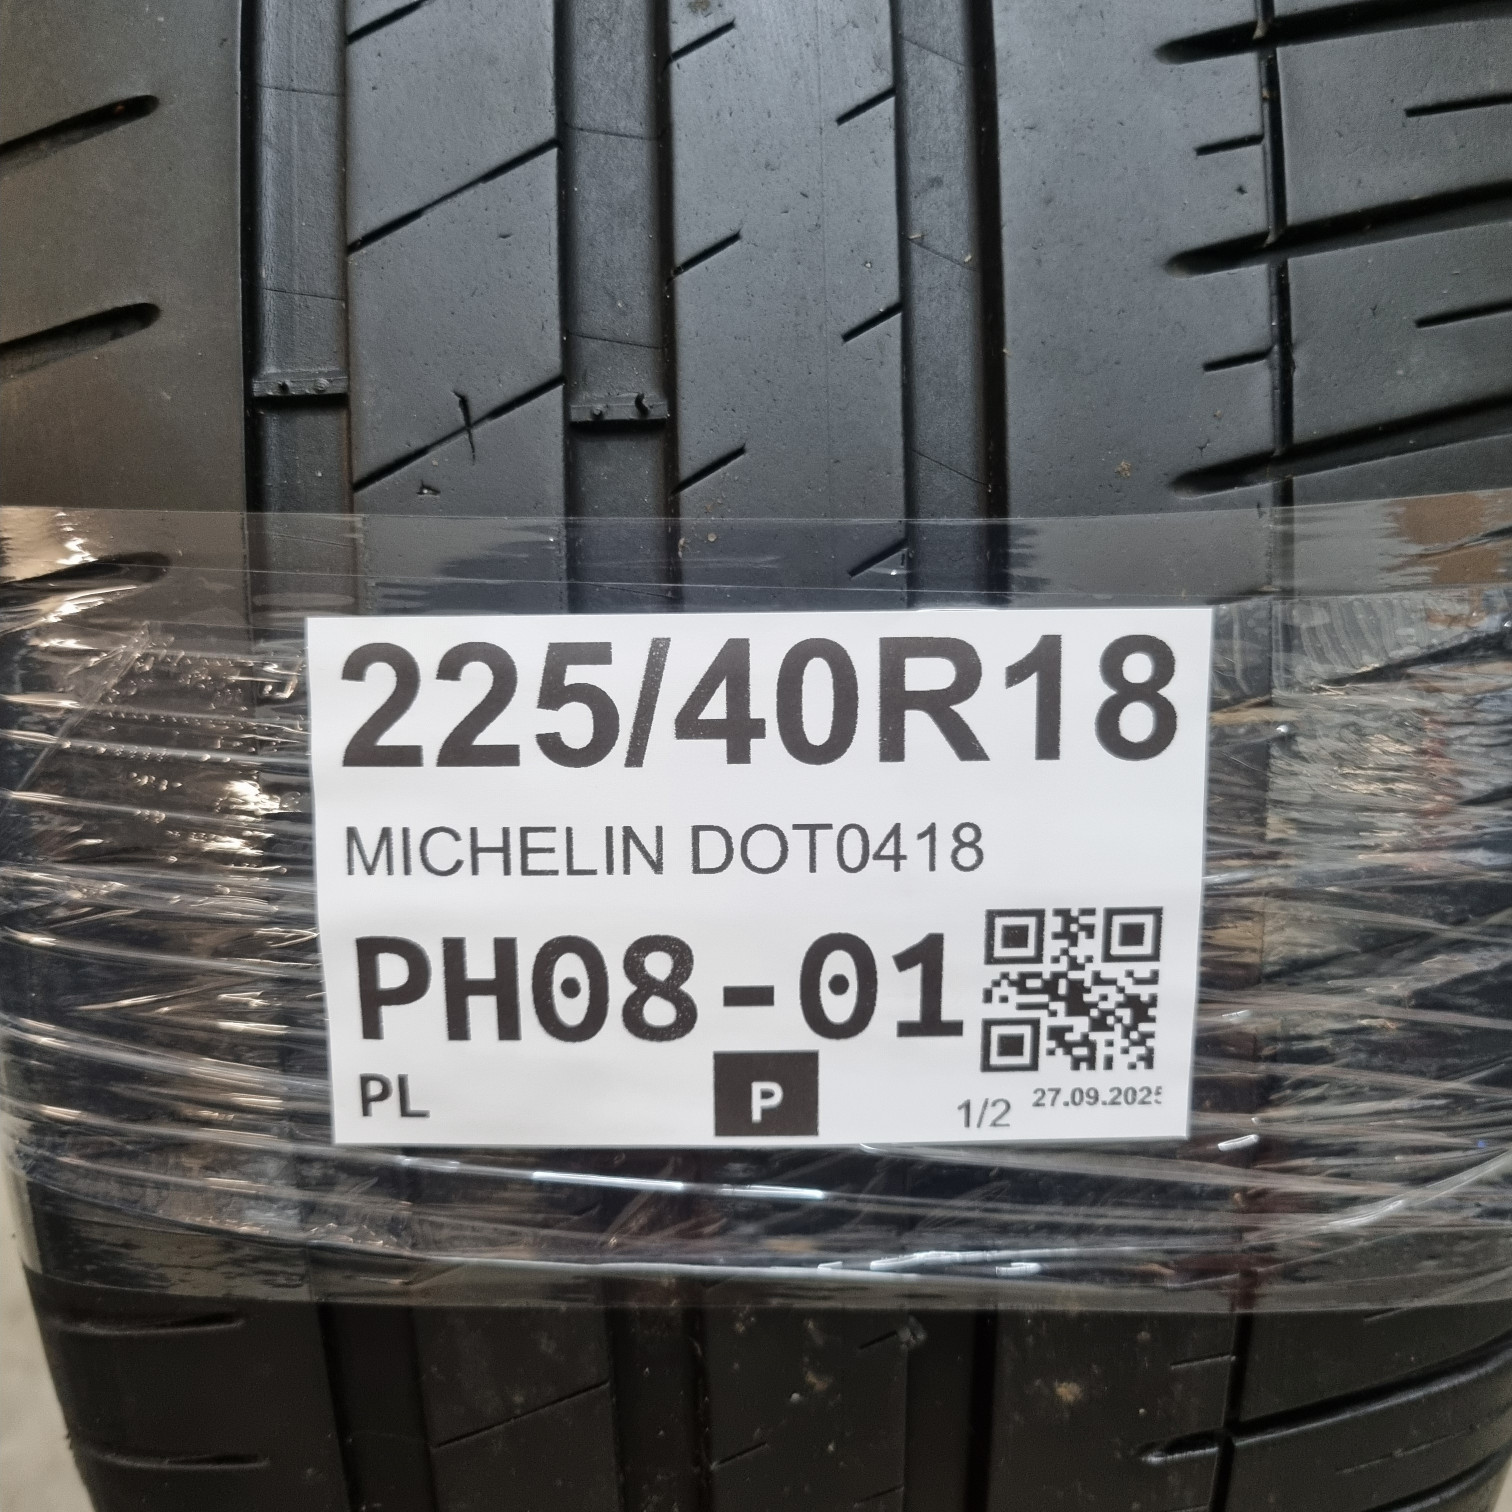 225/40R18
MICHELIN DOT0418
PH08-01
PL
P
1/2
27.09.2025